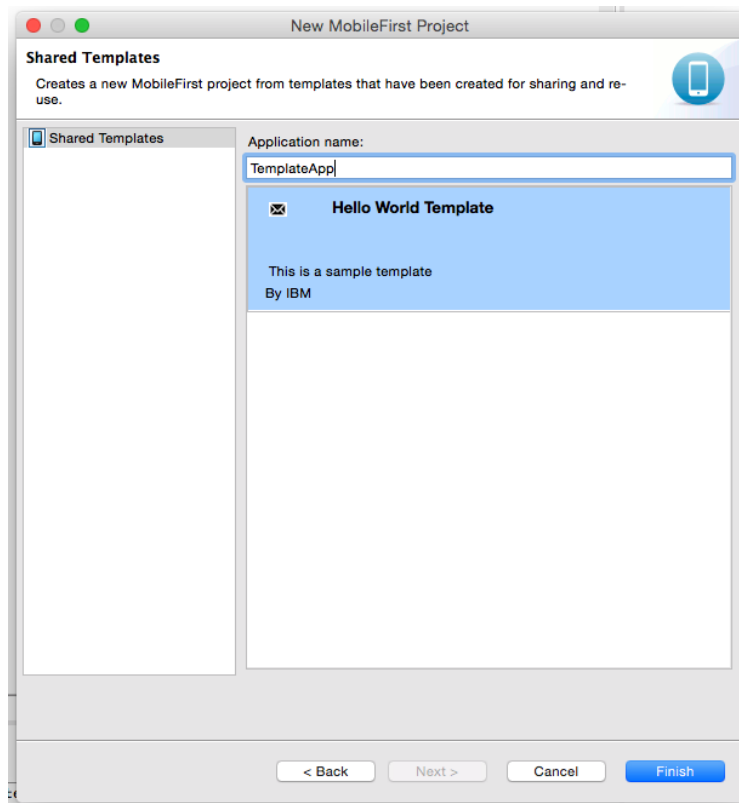 New MobileFirst Project
Shared Templates
Creates a new MobileFirst project from templates that have been created for sharing and re-
use.
Shared Templates
Application name:
TemplateApp
Hello World Template
This is a sample template
By IBM
< Back
Next >
Cancel
Finish